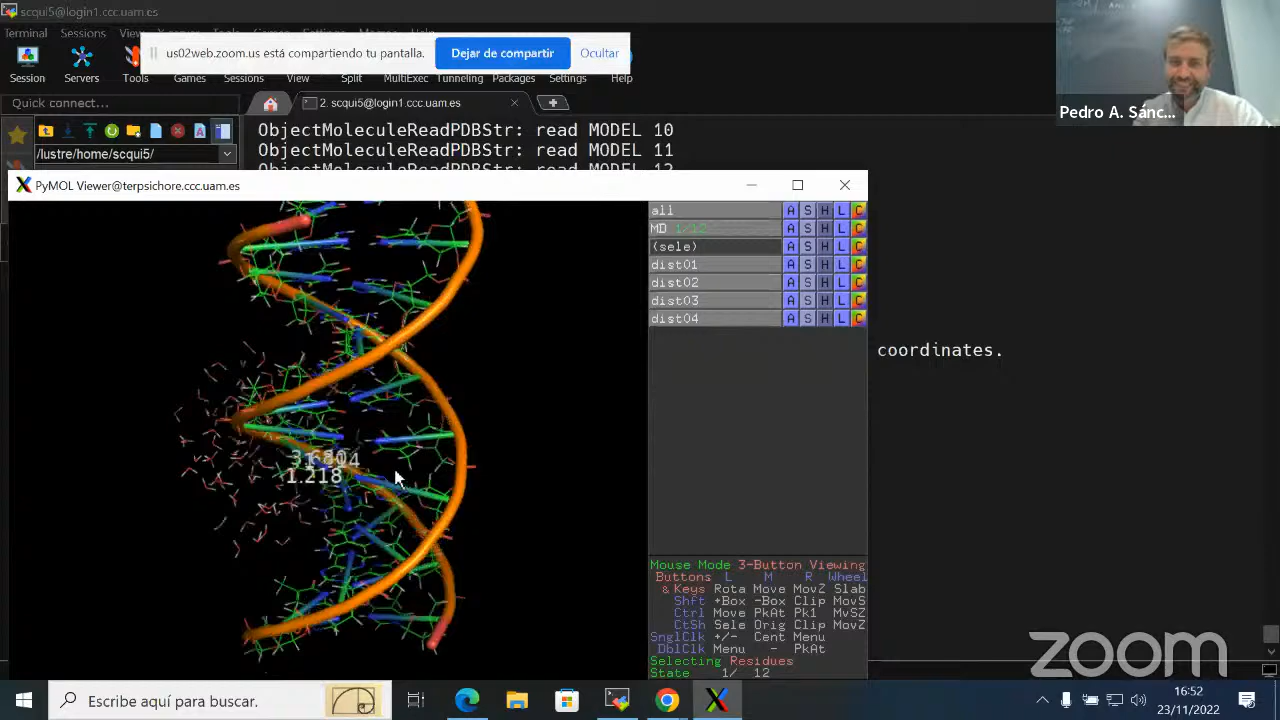 scqui5@login1.ccc.uam.es
Terminal Sessions View
us02web.zoom.us está compartiendo tu pantalla. Dejar de compartir Ocultar
Session Servers Tools Games Sessions View Split MultiExec Tunneling Packages Settings Help
Quick connect...
2. scqui5@login1.ccc.uam.es
/lustre/home/scqui5/
ObjectMoleculeReadPDBStr: read MODEL 10
ObjectMoleculeReadPDBStr: read MODEL 11
ObjectMoleculeReadPDBStr: read MODEL 12
Pedro A. Sánc...
PyMOL Viewer@terpsichore.ccc.uam.es
all A S H L C
MD 1/12 A S H L C
(sele) A S H L C
dist01 A S H L C
dist02 A S H L C
dist03 A S H L C
dist04 A S H L C
coordinates.
1.218
Mouse Mode 3-Button Viewing
Buttons L M R Wheel
& Keys Rota Move MovZ Slab
Shft +Box -Box Clip MovS
Ctrl Move PkAt Pk1 MvSZ
CtSh Sele Orig Clip MovZ
SnglClk +/- Cent Menu
DblClk Menu - PkAt
Selecting Residues
State 1/ 12
zoom
Escribe aquí para buscar.
16:52
23/11/2022